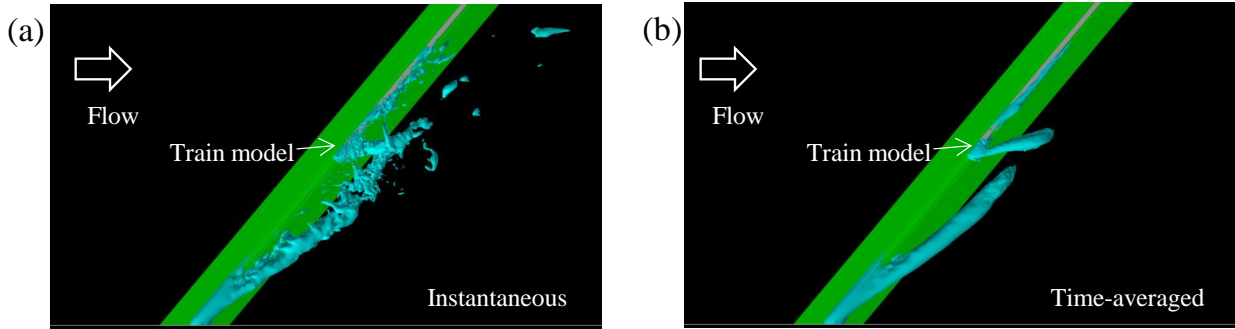 (a)
Flow
Train model
Instantaneous
(b)
Flow
Train model
Time-averaged